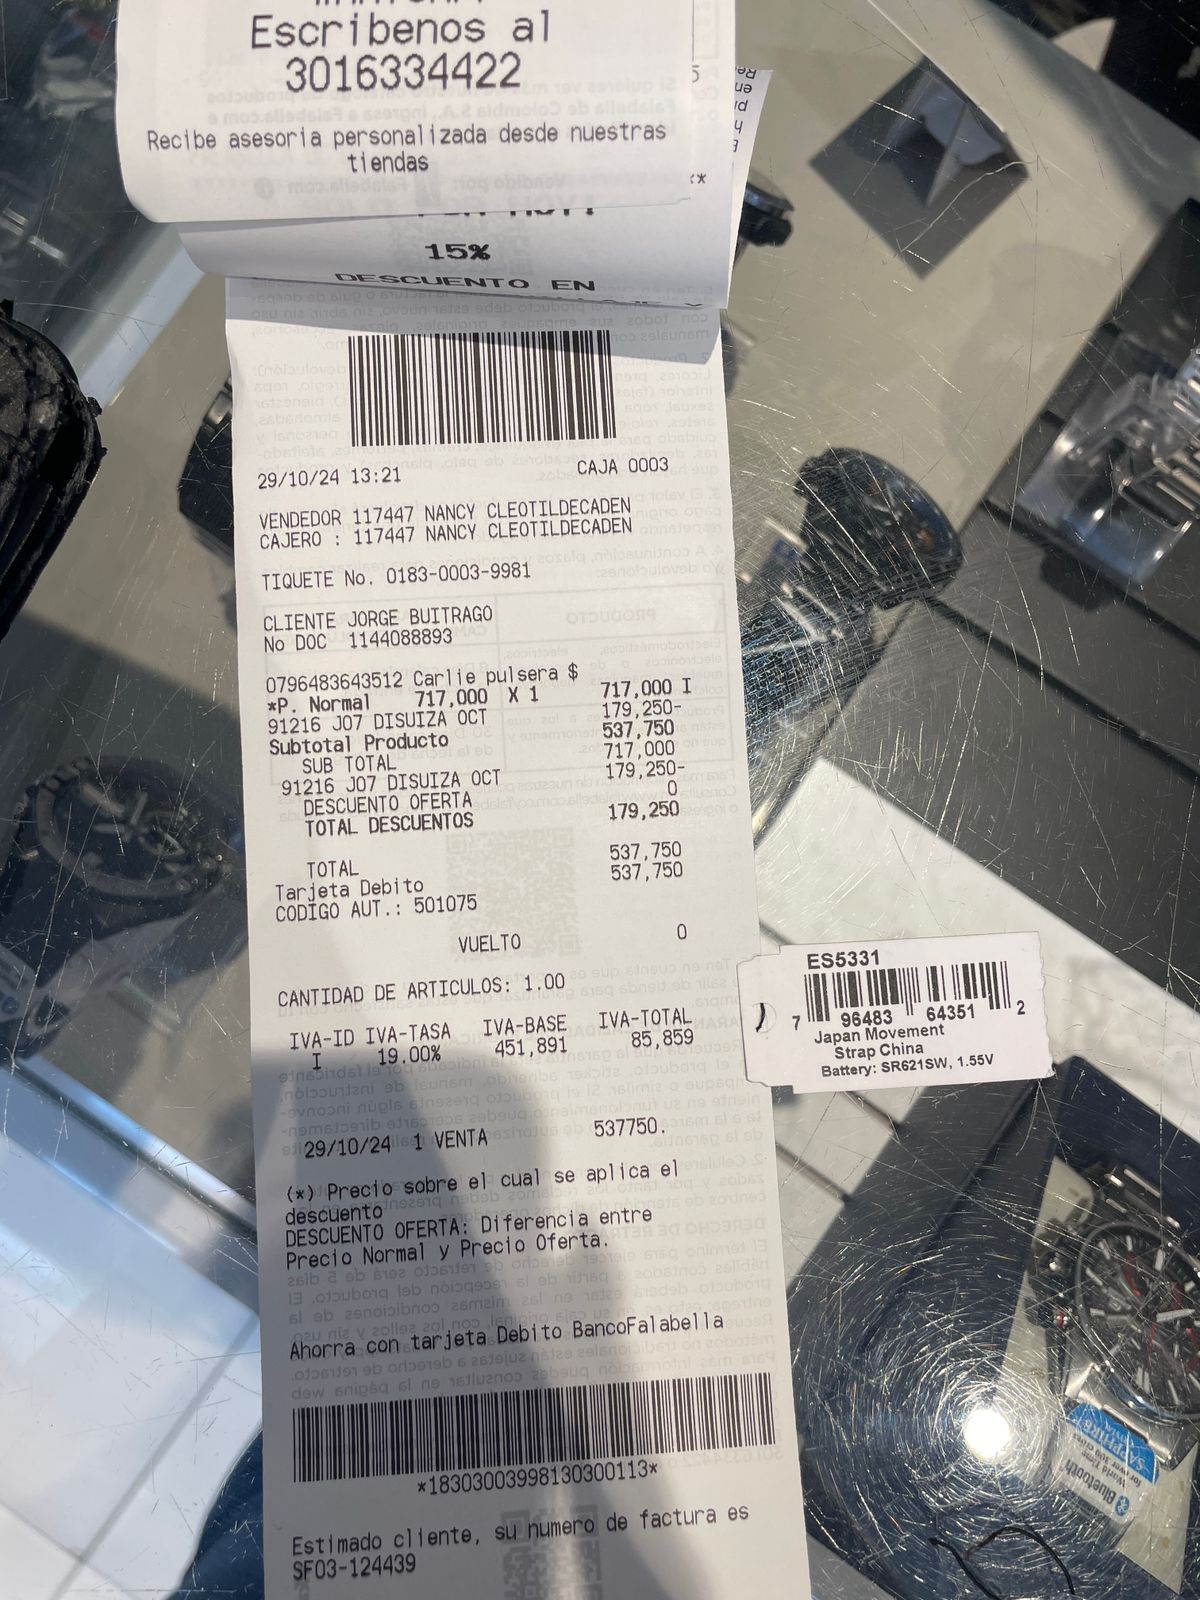 Escribenos al
3016334422
Recibe asesoria personalizada desde nuestras
tiendas
15%
DESCUENTO EN
29/10/24 13:21 CAJA 0003
VENDEDOR 117447 NANCY CLEOTILDECADEN
CAJERO : 117447 NANCY CLEOTILDECADEN
TIQUETE No. 0183-0003-9981
CLIENTE JORGE BUITRAGO
No DOC 1144088893
0796483643512 Carlie pulsera $
*P. Normal 717,000 X 1 717,000 I
91216 J07 DISUIZA OCT 179,250-
Subtotal Producto 537,750
SUB TOTAL 717,000
91216 J07 DISUIZA OCT 179,250-
DESCUENTO OFERTA 0
TOTAL DESCUENTOS 179,250
TOTAL 537,750
Tarjeta Debito 537,750
CODIGO AUT.: 501075
VUELTO 0
CANTIDAD DE ARTICULOS: 1.00
IVA-ID IVA-TASA IVA-BASE IVA-TOTAL
I 19.00% 451,891 85,859
29/10/24 1 VENTA 537750.
(*) Precio sobre el cual se aplica el
descuento
DESCUENTO OFERTA: Diferencia entre
Precio Normal y Precio Oferta.
Ahorra con tarjeta Debito BancoFalabella
*18303003998130300113*
Estimado cliente, su numero de factura es
SF03-124439
ES5331
7 96483 64351 2
Japan Movement
Strap China
Battery: SR621SW, 1.55V
SAPPHIRE
World Time
for over 300 cities
Bluetooth